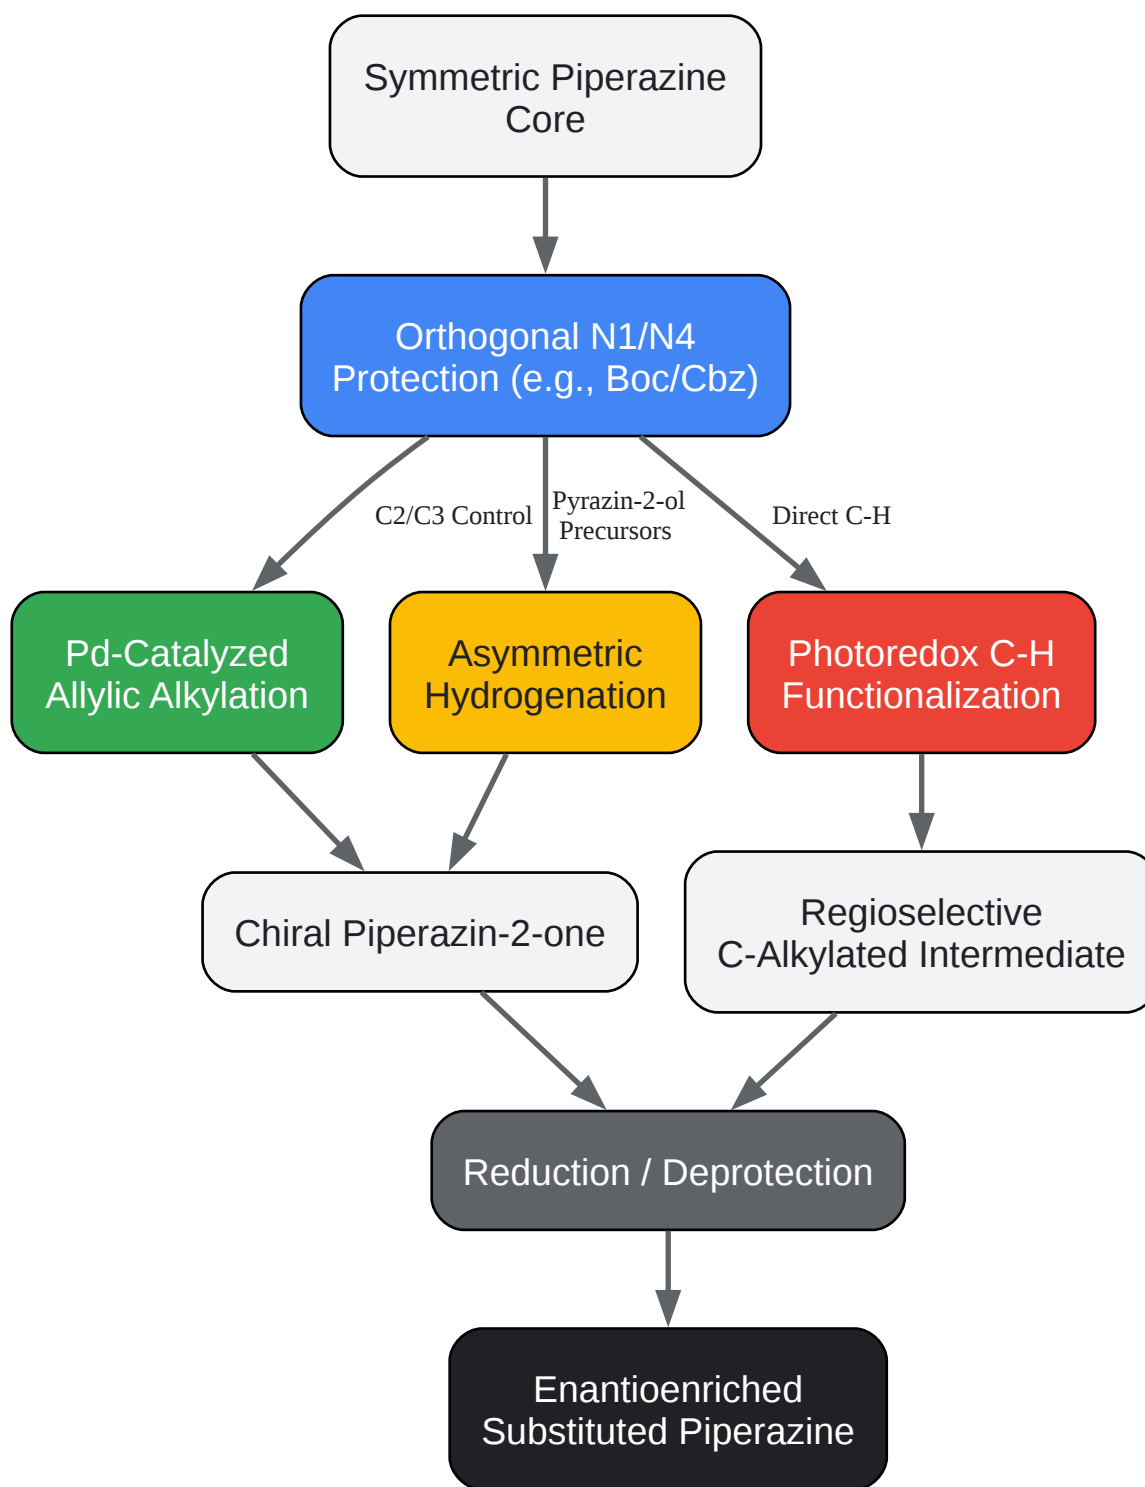 Symmetric Piperazine
Core
Orthogonal N1/N4
Protection (e.g., Boc/Cbz)
C2/C3 Control
Pyrazin-2-ol
Precursors
Direct C-H
Pd-Catalyzed
Allylic Alkylation
Asymmetric
Hydrogenation
Photoredox C-H
Functionalization
Chiral Piperazin-2-one
Regioselective
C-Alkylated Intermediate
Reduction / Deprotection
Enantioenriched
Substituted Piperazine